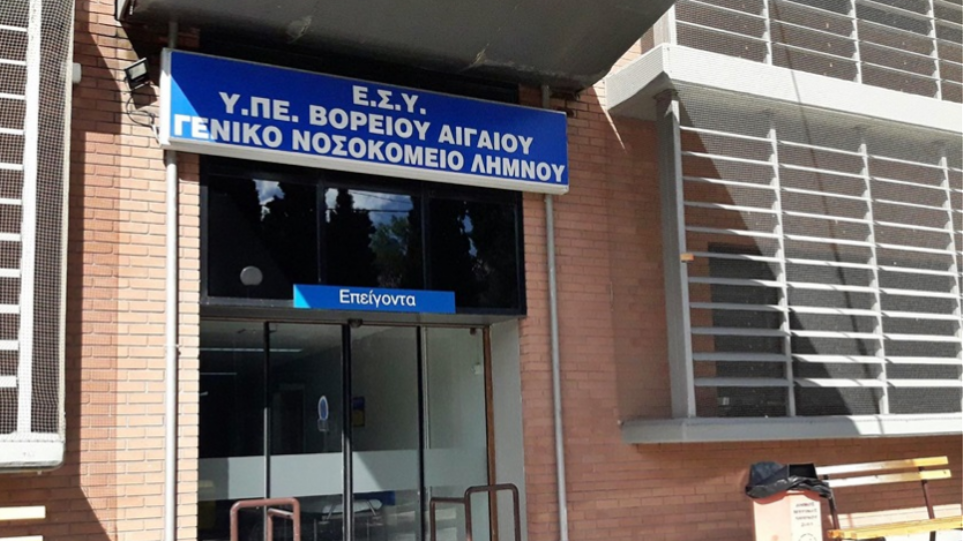 Ε.Σ.Υ.
Υ.ΠΕ. ΒΟΡΕΙΟΥ ΑΙΓΑΙΟΥ
ΓΕΝΙΚΟ ΝΟΣΟΚΟΜΕΙΟ ΛΗΜΝΟΥ
Επείγοντα